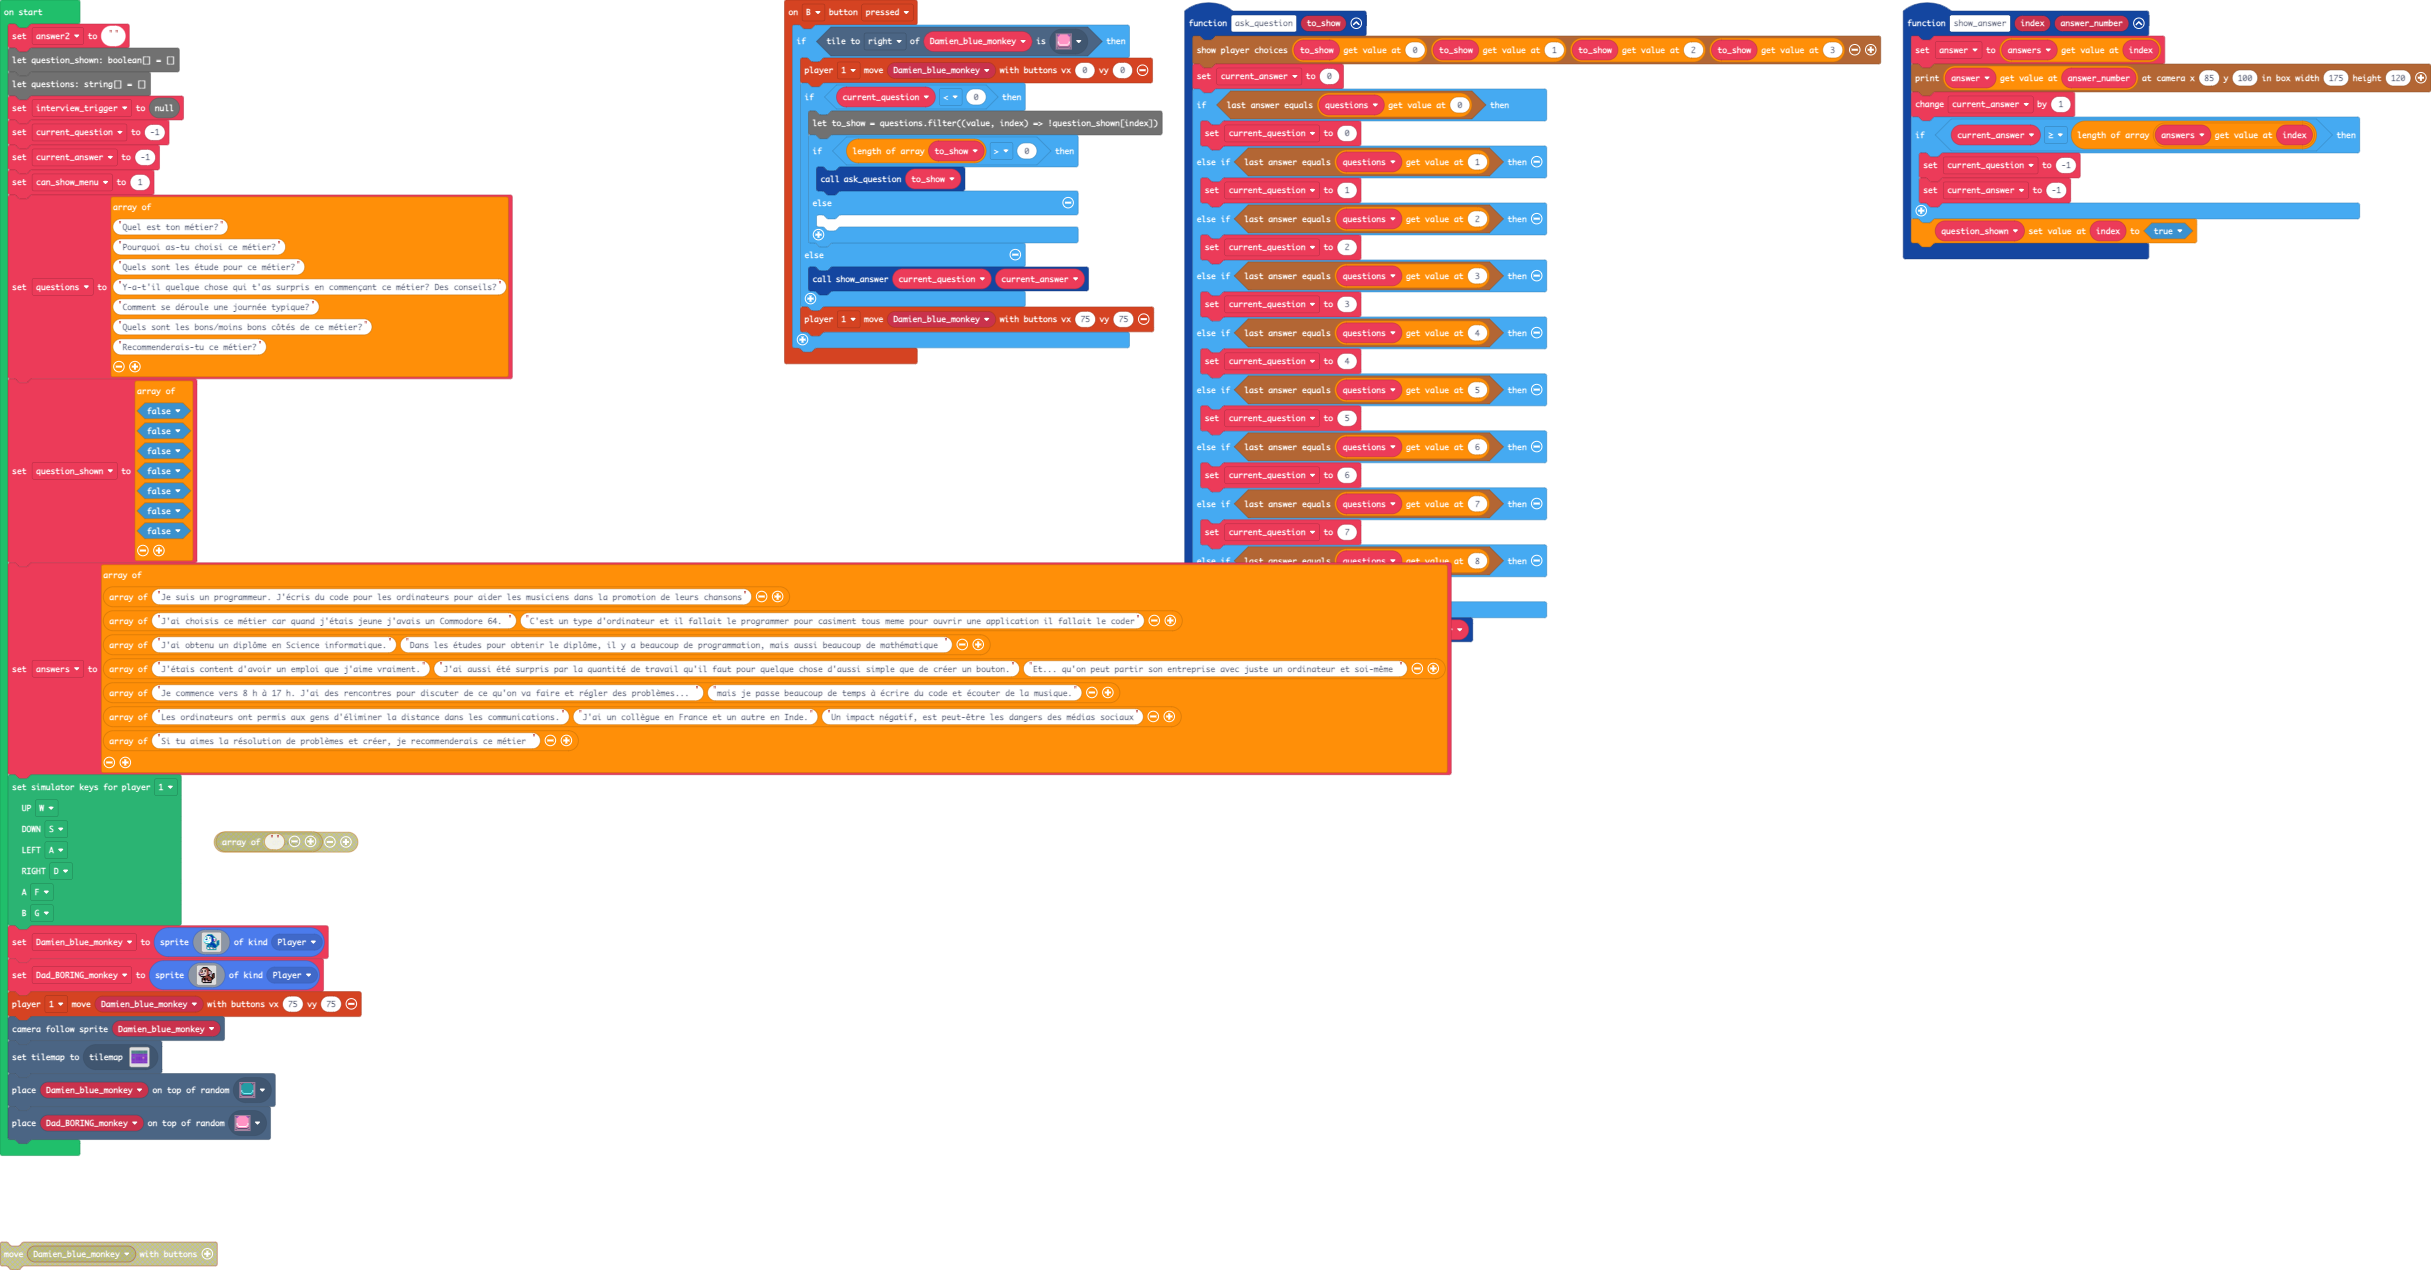 on start
set answer2 to " "
let question_shown: boolean[] = []
let questions: string[] = []
set interview_trigger to null
set current_question to -1
set current_answer to -1
set can_show_menu to 1
set questions to array of
"Quel est ton métier?"
"Pourquoi as-tu choisi ce métier?"
"Quels sont les étude pour ce métier?"
"Y-a-t'il quelque chose qui t'as surpris en commençant ce métier? Des conseils?"
"Comment se déroule une journée typique?"
"Quels sont les bons/moins bons côtés de ce métier?"
"Recommenderais-tu ce métier?"
set question_shown to array of
false
false
false
false
false
false
false
set answers to array of
array of "Je suis un programmeur. J'écris du code pour les ordinateurs pour aider les musiciens dans la promotion de leurs chansons"
array of "J'ai choisis ce métier car quand j'étais jeune j'avais un Commodore 64. " "C'est un type d'ordinateur et il fallait le programmer pour casiment tous meme pour ouvrir une application il fallait le coder"
array of "J'ai obtenu un diplôme en Science informatique." "Dans les études pour obtenir le diplôme, il y a beaucoup de programmation, mais aussi beaucoup de mathématique "
array of "J'étais content d'avoir un emploi que j'aime vraiment." "J'ai aussi été surpris par la quantité de travail qu'il faut pour quelque chose d'aussi simple que de créer un bouton." "Et... qu'on peut partir son entreprise avec juste un ordinateur et soi-même "
array of "Je commence vers 8 h à 17 h. J'ai des rencontres pour discuter de ce qu'on va faire et régler des problèmes... " "mais je passe beaucoup de temps à écrire du code et écouter de la musique."
array of "Les ordinateurs ont permis aux gens d'éliminer la distance dans les communications." "J'ai un collègue en France et un autre en Inde." "Un impact négatif, est peut-être les dangers des médias sociaux"
array of "Si tu aimes la résolution de problèmes et créer, je recommenderais ce métier "
set simulator keys for player 1
UP W
DOWN S
LEFT A
RIGHT D
A F
B G
set Damien_blue_monkey to sprite of kind Player
set Dad_BORING_monkey to sprite of kind Player
player 1 move Damien_blue_monkey with buttons vx 75 vy 75
camera follow sprite Damien_blue_monkey
set tilemap to tilemap
place Damien_blue_monkey on top of random
place Dad_BORING_monkey on top of random
array of " "
move Damien_blue_monkey with buttons
on B button pressed
if tile to right of Damien_blue_monkey is then
player 1 move Damien_blue_monkey with buttons vx 0 vy 0
if current_question < 0 then
let to_show = questions.filter((value, index) => !question_shown[index])
if length of array to_show > 0 then
call ask_question to_show
else
else
call show_answer current_question current_answer
player 1 move Damien_blue_monkey with buttons vx 75 vy 75
function ask_question to_show
show player choices to_show get value at 0 to_show get value at 1 to_show get value at 2 to_show get value at 3
set current_answer to 0
if last answer equals questions get value at 0 then
set current_question to 0
else if last answer equals questions get value at 1 then
set current_question to 1
else if last answer equals questions get value at 2 then
set current_question to 2
else if last answer equals questions get value at 3 then
set current_question to 3
else if last answer equals questions get value at 4 then
set current_question to 4
else if last answer equals questions get value at 5 then
set current_question to 5
else if last answer equals questions get value at 6 then
set current_question to 6
else if last answer equals questions get value at 7 then
set current_question to 7
else if last answer equals questions get value at 8 then
function show_answer index answer_number
set answer to answers get value at index
print answer get value at answer_number at camera x 85 y 100 in box width 175 height 120
change current_answer by 1
if current_answer ≥ length of array answers get value at index then
set current_question to -1
set current_answer to -1
question_shown set value at index to true